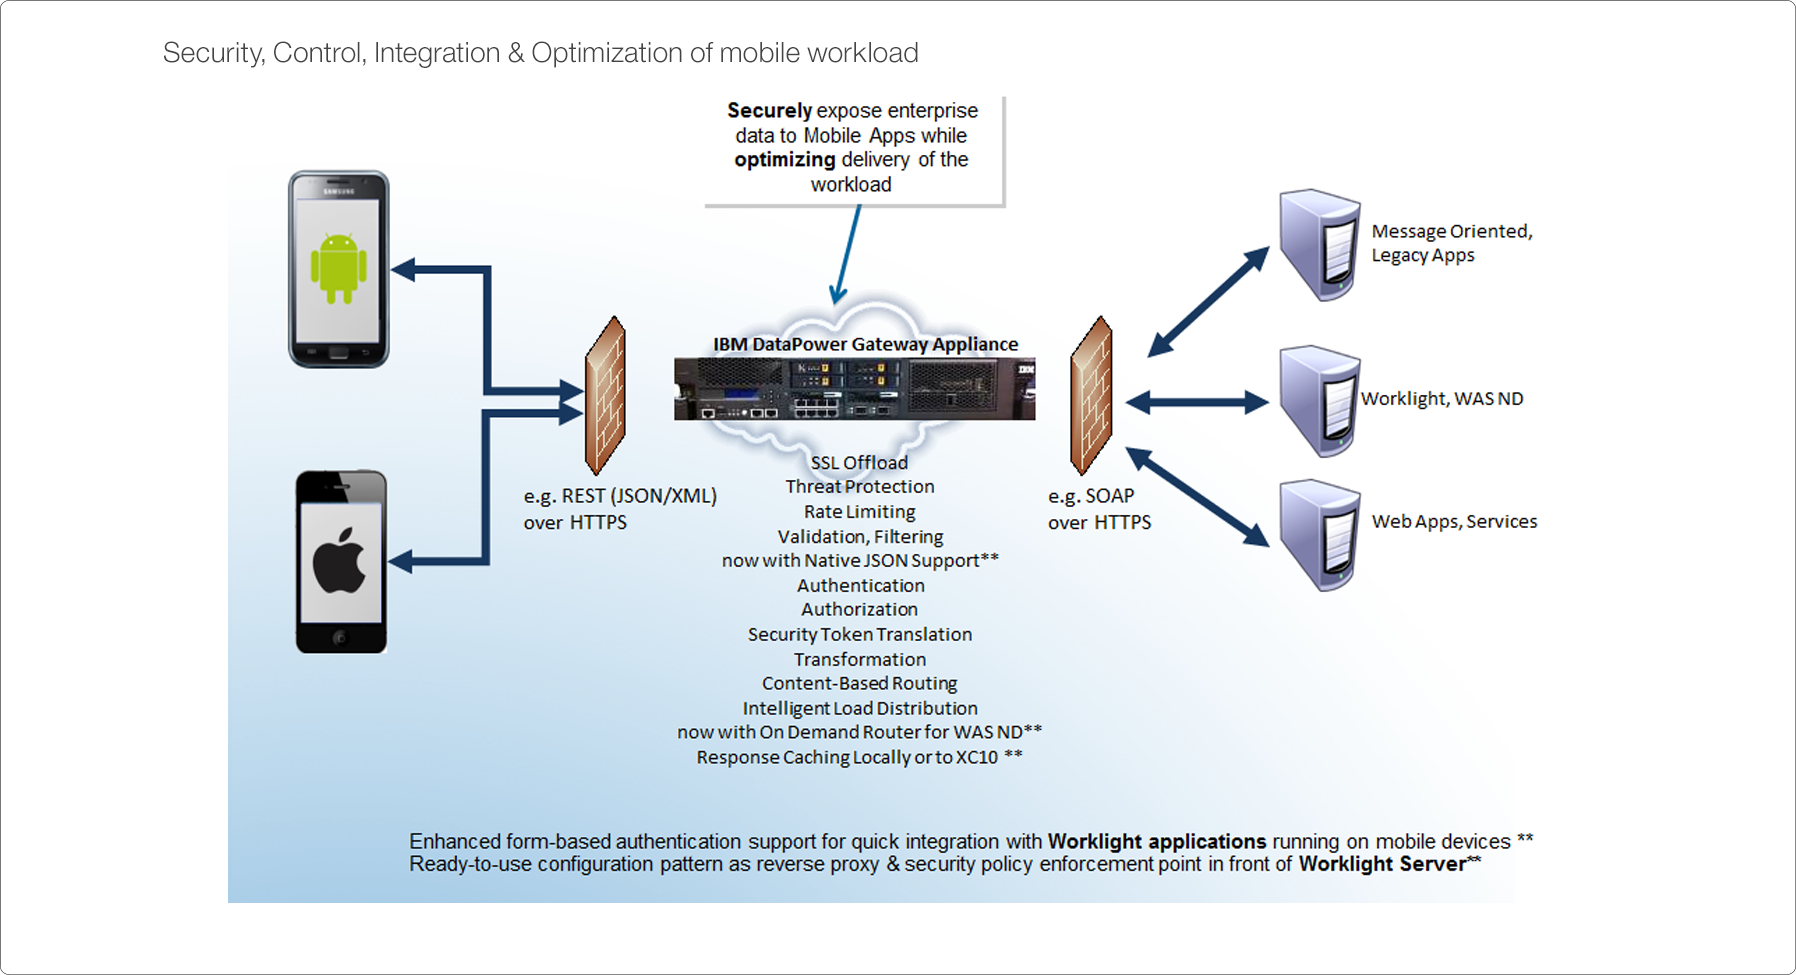 Security, Control, Integration & Optimization of mobile workload
Securely expose enterprise
data to Mobile Apps while
optimizing delivery of the
workload
SAMSUNG
Message Oriented,
Legacy Apps
IBM DataPower Gateway Appliance
IBM
Worklight, WAS ND
e.g. REST (JSON/XML)
over HTTPS
e.g. SOAP
over HTTPS
Web Apps, Services
SSL Offload
Threat Protection
Rate Limiting
Validation, Filtering
now with Native JSON Support**
Authentication
Authorization
Security Token Translation
Transformation
Content-Based Routing
Intelligent Load Distribution
now with On Demand Router for WAS ND**
Response Caching Locally or to XC10 **
Enhanced form-based authentication support for quick integration with Worklight applications running on mobile devices **
Ready-to-use configuration pattern as reverse proxy & security policy enforcement point in front of Worklight Server**